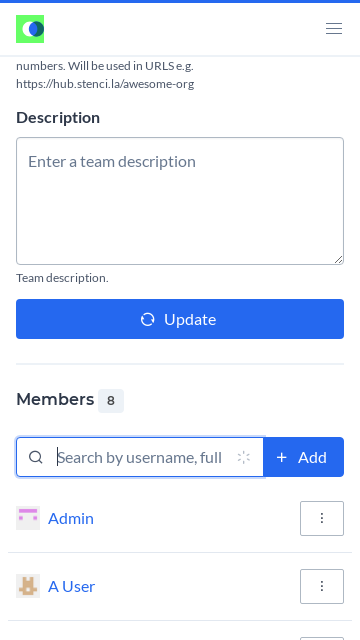 numbers. Will be used in URLS e.g.
https://hub.stenci.la/awesome-org
Description
Enter a team description
Team description.
Update
Members 8
Search by username, full
Add
Admin
A User